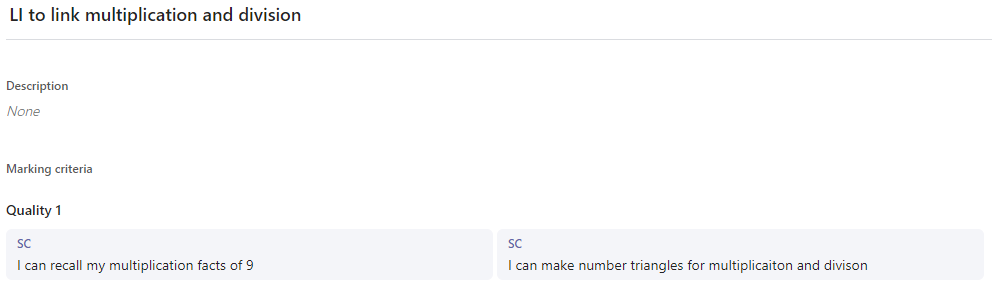 LI to link multiplication and division
Description
None
Marking criteria
Quality 1
SC
I can recall my multiplication facts of 9
SC
I can make number triangles for multiplicaiton and divison